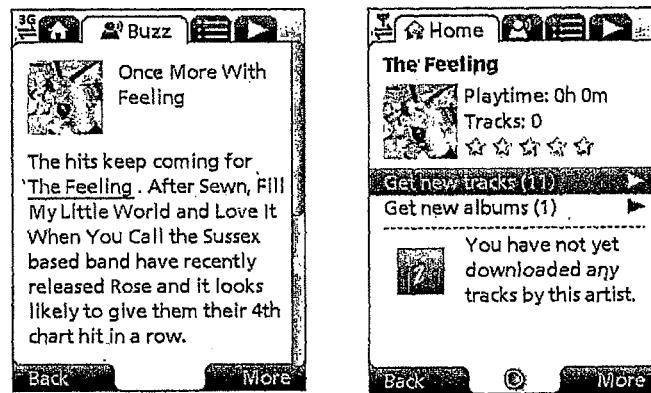 3G
Buzz
Once More With
Feeling
The hits keep coming for
The Feeling . After Sewn, Fill
My Little World and Love It
When You Call the Sussex
based band have recently
released Rose and it looks
likely to give them their 4th
chart hit in a row.
Back More
Home
The Feeling
Playtime: 0h 0m
Tracks: 0
Get new tracks (11)
Get new albums (1)
You have not yet
downloaded any
tracks by this artist.
Back More